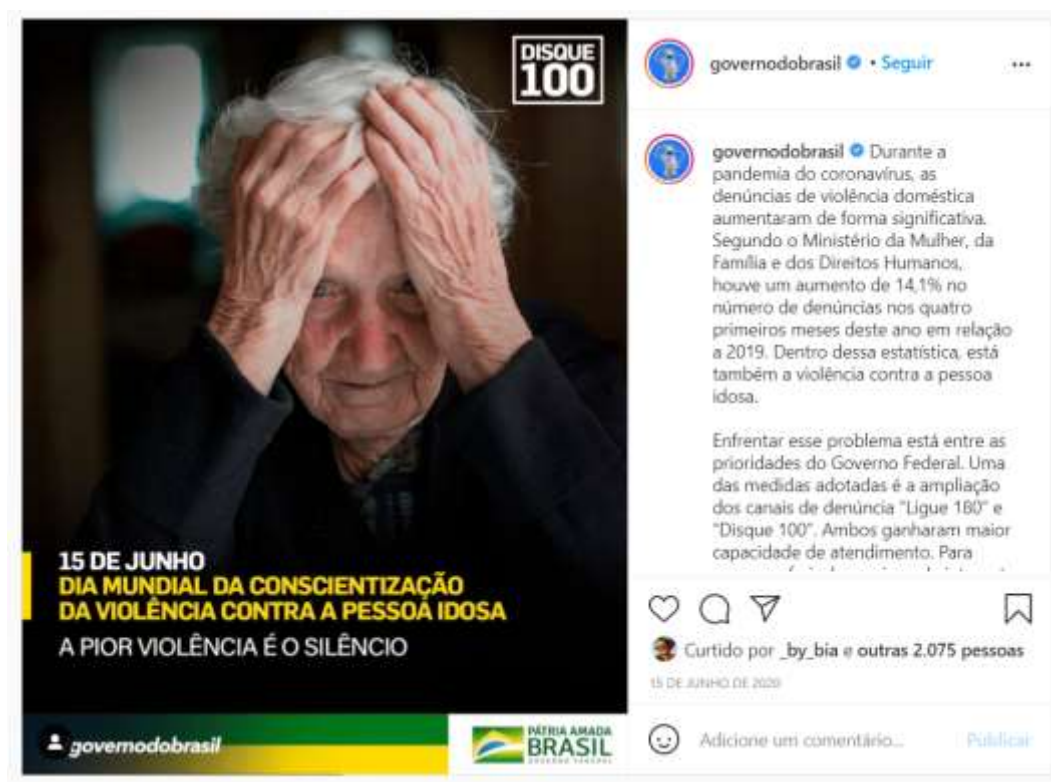 DISQUE
100
15 DE JUNHO
DIA MUNDIAL DA CONSCIENTIZAÇÃO
DA VIOLÊNCIA CONTRA A PESSOA IDOSA
A PIOR VIOLÊNCIA É O SILÊNCIO
governodobrasil
PÁTRIA AMADA
BRASIL
GOVERNO FEDERAL
governodobrasil • Seguir
governodobrasil Durante a
pandemia do coronavírus, as
denúncias de violência doméstica
aumentaram de forma significativa.
Segundo o Ministério da Mulher, da
Família e dos Direitos Humanos,
houve um aumento de 14,1% no
número de denúncias nos quatro
primeiros meses deste ano em relação
a 2019. Dentro dessa estatística, está
também a violência contra a pessoa
idosa.
Enfrentar esse problema está entre as
prioridades do Governo Federal. Uma
das medidas adotadas é a ampliação
dos canais de denúncia "Ligue 180" e
"Disque 100". Ambos ganharam maior
capacidade de atendimento. Para
Curtido por _by_bia e outras 2.075 pessoas
15 DE JUNHO DE 2020
Adicione um comentário... Publicar